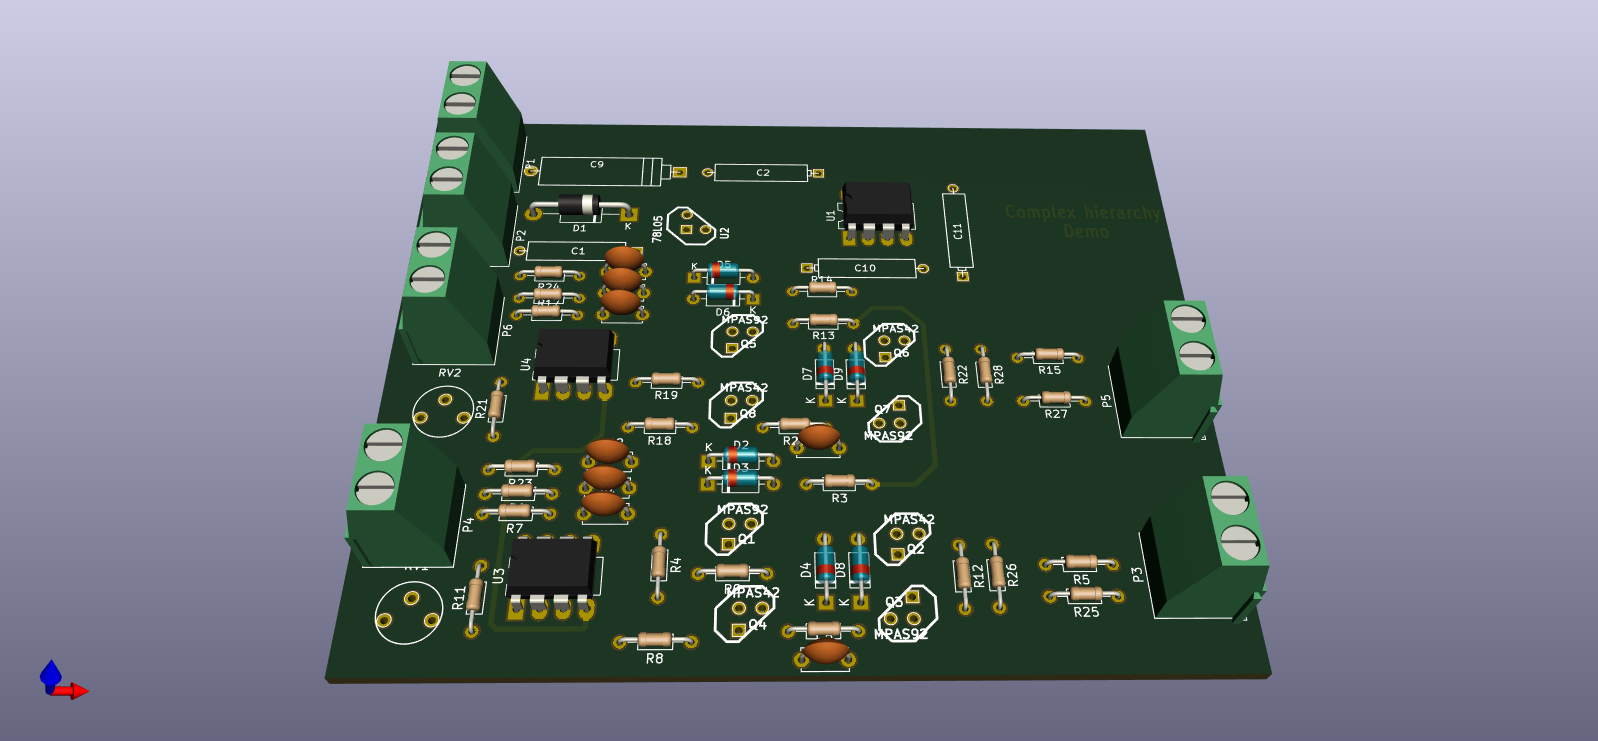 P1
C9
C2
D1
K
P2
78L05
U2
U1
C11
Complex hierarchy
Demo
C1
C10
K
D5
R24
R14
D6
K
MPAS92
Q5
R13
MPAS42
Q6
P6
U4
RV2
R19
D7
D9
K
K
R22
R28
R15
R27
P5
R21
MPAS42
Q8
Q7
MPAS92
R18
K
D2
K
D3
R3
R23
R7
P4
MPAS92
Q1
MPAS42
Q2
U3
RV1
R11
R4
D4
D8
K
K
R12
R26
R5
R25
P3
MPAS42
Q4
Q3
MPAS92
R8